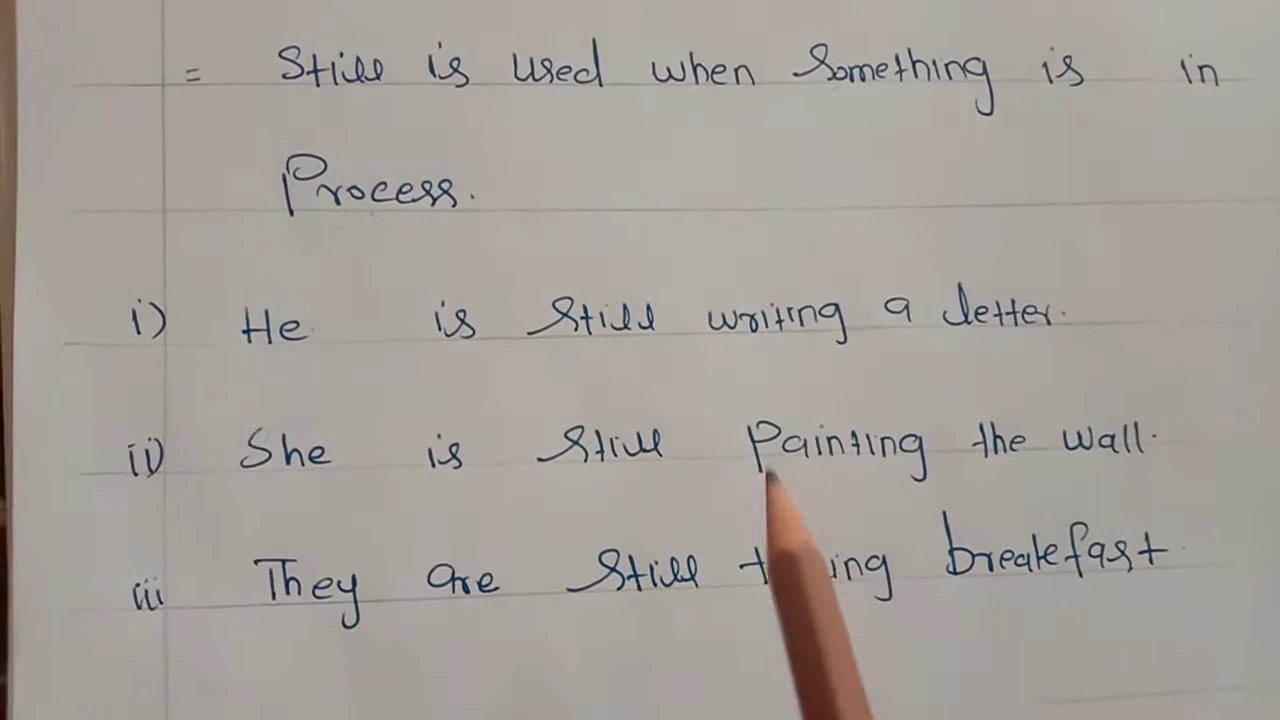 = Still is used when Something is in
Process.
i) He is Still writing a letter.
ii) She is Still Painting the wall.
iii They are Still breakfast